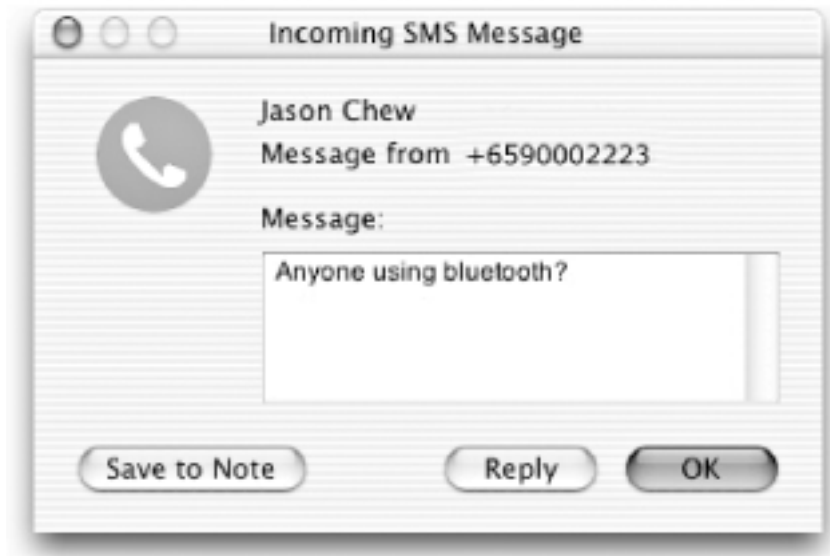 Incoming SMS Message
Jason Chew
Message from +6590002223
Message:
Anyone using bluetooth?
Save to Note Reply OK